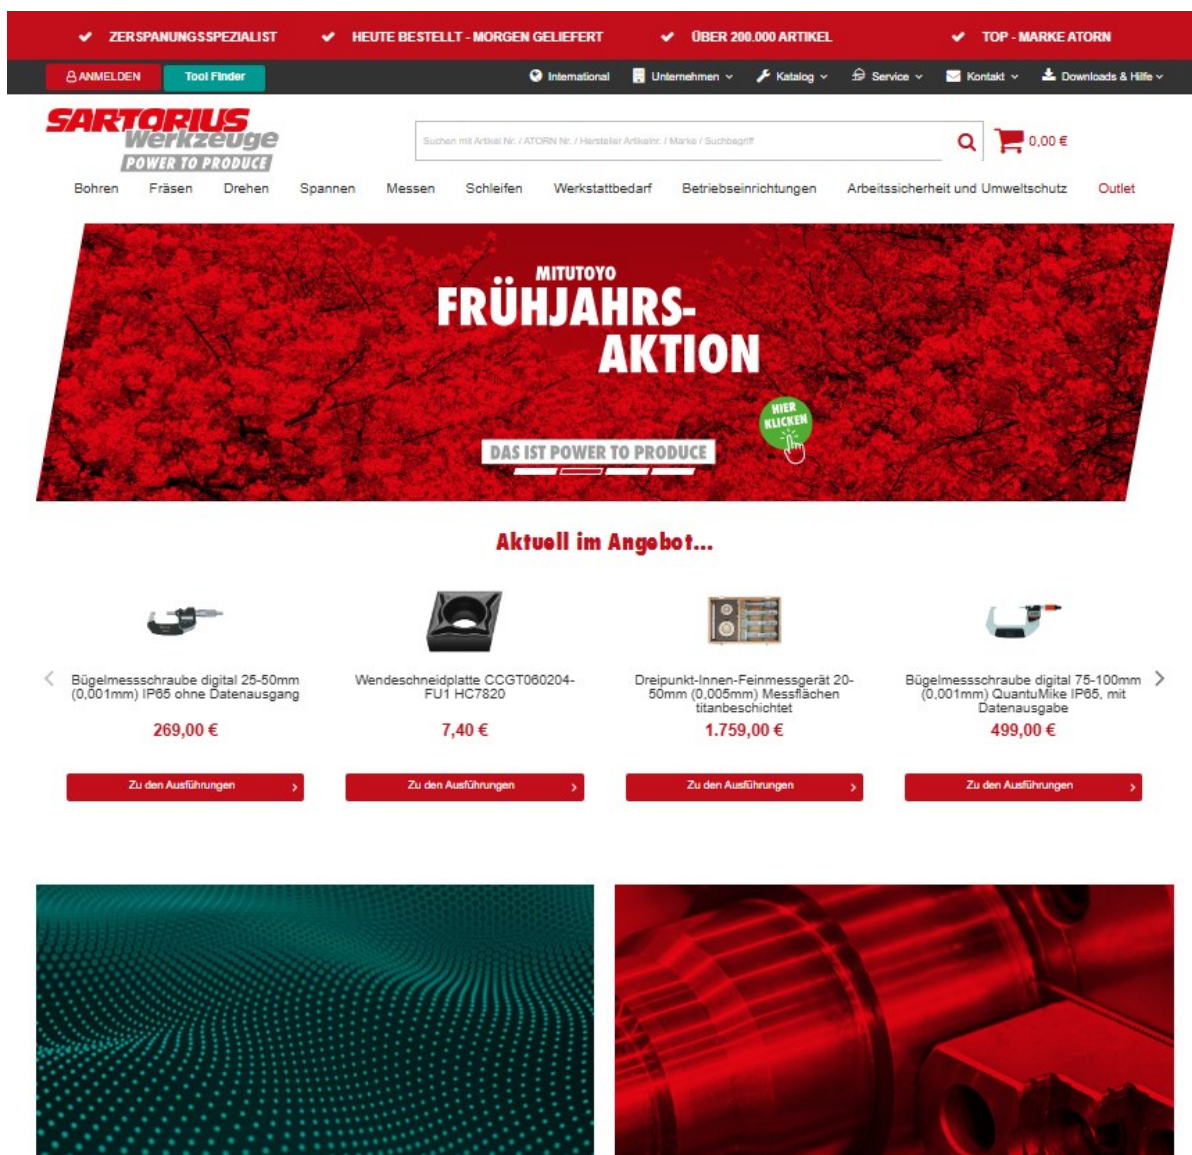 ZERSPANUNGSSPEZIALIST HEUTE BESTELLT - MORGEN GELIEFERT ÜBER 200.000 ARTIKEL TOP - MARKE ATORN
ANMELDEN Tool Finder International Unternehmen Katalog Service Kontakt Downloads & Hilfe
SARTORIUS
Werkzeuge
POWER TO PRODUCE
Suchen mit Artikel Nr. / ATORN Nr. / Hersteller Artikelnr. / Marke / Suchbegriff
0,00 €
Bohren Fräsen Drehen Spannen Messen Schleifen Werkstattbedarf Betriebseinrichtungen Arbeitssicherheit und Umweltschutz Outlet
MITUTOYO
FRÜHJAHRS-
AKTION
HIER
KLICKEN
DAS IST POWER TO PRODUCE
Aktuell im Angebot...
Bügelmessschraube digital 25-50mm
(0,001mm) IP65 ohne Datenausgang
269,00 €
Zu den Ausführungen
Wendeschneidplatte CCGT060204-
FU1 HC7820
7,40 €
Zu den Ausführungen
Dreipunkt-Innen-Feinmessgerät 20-
50mm (0,005mm) Messflächen
titanbeschichtet
1.759,00 €
Zu den Ausführungen
Bügelmessschraube digital 75-100mm
(0,001mm) QuantuMike IP65, mit
Datenausgabe
499,00 €
Zu den Ausführungen